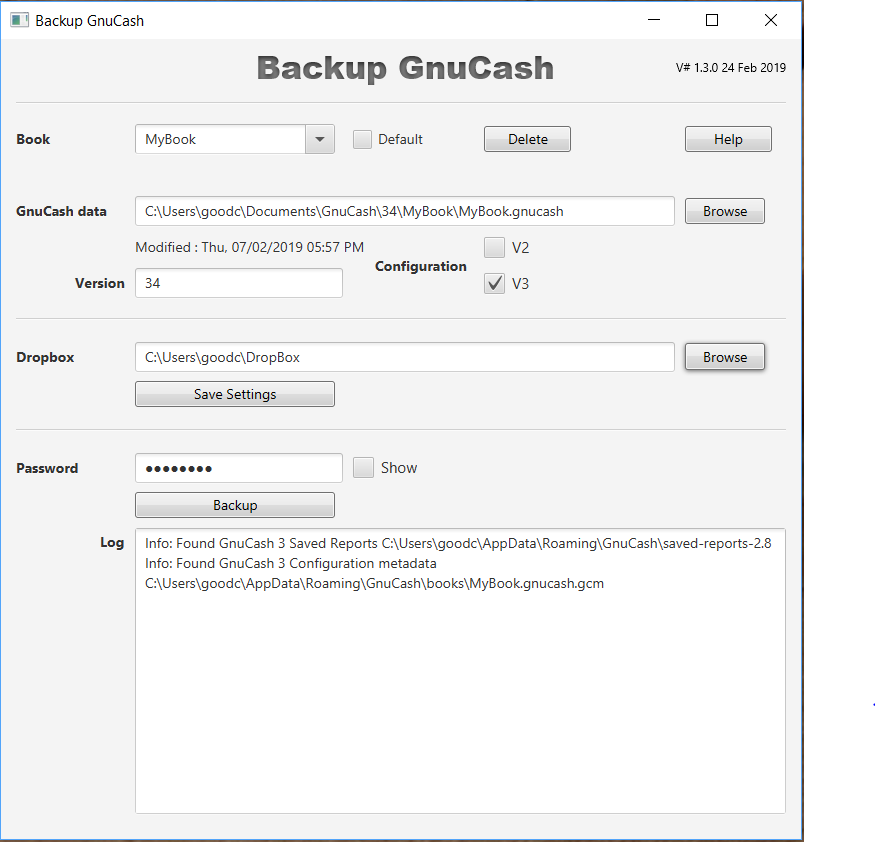 Backup GnuCash
Backup GnuCash
V# 1.3.0 24 Feb 2019
Book MyBook Default Delete Help
GnuCash data C:\Users\goodc\Documents\GnuCash\34\MyBook\MyBook.gnucash Browse
Modified : Thu, 07/02/2019 05:57 PM
Configuration
V2
Version 34
V3
Dropbox C:\Users\goodc\DropBox Browse
Save Settings
Password ●●●●●●●● Show
Backup
Log
Info: Found GnuCash 3 Saved Reports C:\Users\goodc\AppData\Roaming\GnuCash\saved-reports-2.8
Info: Found GnuCash 3 Configuration metadata
C:\Users\goodc\AppData\Roaming\GnuCash\books\MyBook.gnucash.gcm